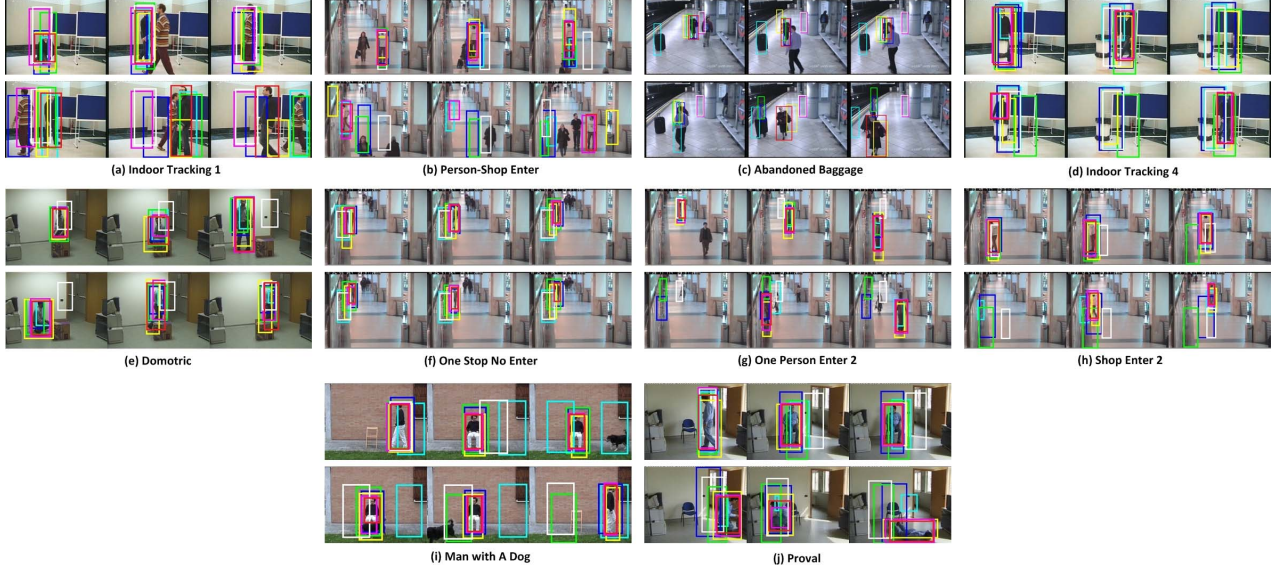 (a) Indoor Tracking 1
(b) Person-Shop Enter
(c) Abandoned Baggage
(d) Indoor Tracking 4
(e) Domotric
(f) One Stop No Enter
(g) One Person Enter 2
(h) Shop Enter 2
(i) Man with A Dog
(j) Proval